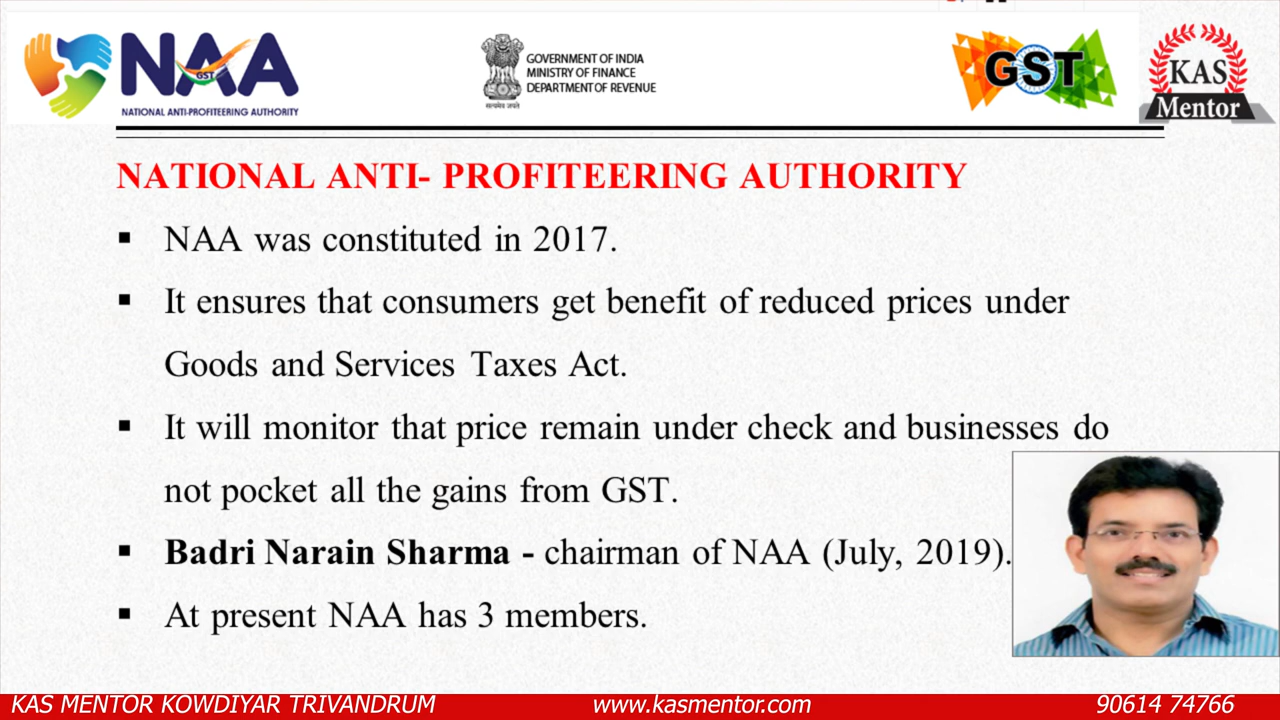 NAA
GST
NATIONAL ANTI-PROFITEERING AUTHORITY
सत्यमेव जयते
GOVERNMENT OF INDIA
MINISTRY OF FINANCE
DEPARTMENT OF REVENUE
GST
KAS
Mentor
NATIONAL ANTI- PROFITEERING AUTHORITY
▪ NAA was constituted in 2017.
▪ It ensures that consumers get benefit of reduced prices under
Goods and Services Taxes Act.
▪ It will monitor that price remain under check and businesses do
not pocket all the gains from GST.
▪ Badri Narain Sharma - chairman of NAA (July, 2019).
▪ At present NAA has 3 members.
KAS MENTOR KOWDIYAR TRIVANDRUM www.kasmentor.com 90614 74766